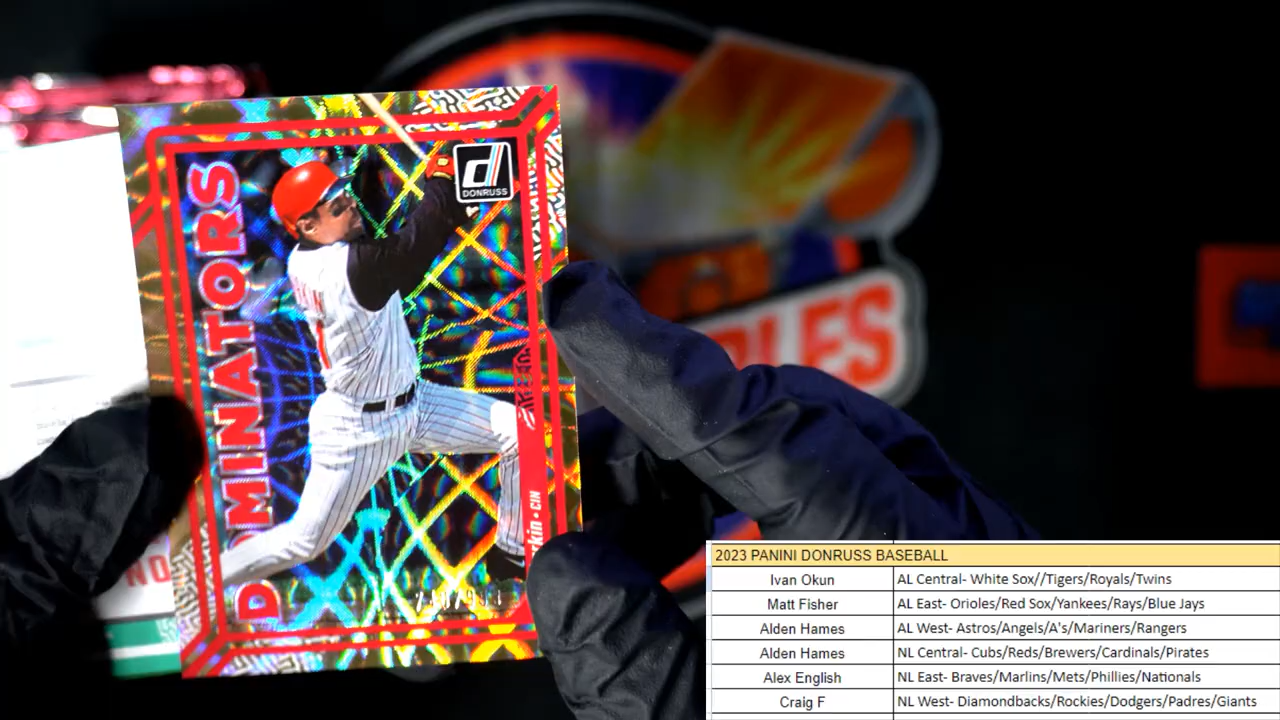 DOMINATORS
d
DONRUSS
rkin • CIN
2023 PANINI DONRUSS BASEBALL
Ivan Okun AL Central- White Sox//Tigers/Royals/Twins
Matt Fisher AL East- Orioles/Red Sox/Yankees/Rays/Blue Jays
Alden Hames AL West- Astros/Angels/A's/Mariners/Rangers
Alden Hames NL Central- Cubs/Reds/Brewers/Cardinals/Pirates
Alex English NL East- Braves/Marlins/Mets/Phillies/Nationals
Craig F NL West- Diamondbacks/Rockies/Dodgers/Padres/Giants